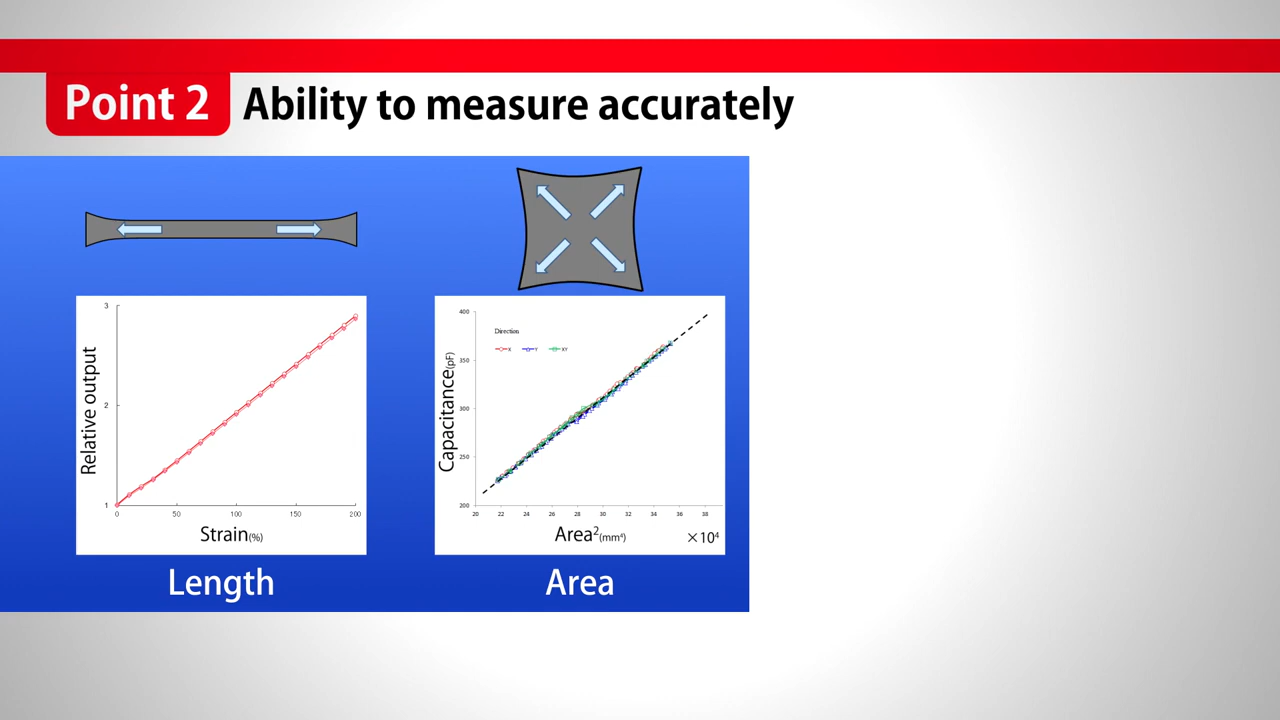 Point 2 Ability to measure accurately
Relative output
3
2
1
0 50 100 150 200
Strain(%)
Length
Capacitance(pF)
400
350
300
250
200
Direction
X Y XY
20 22 24 26 28 30 32 34 36 38
Area²(mm⁴) ×10⁴
Area